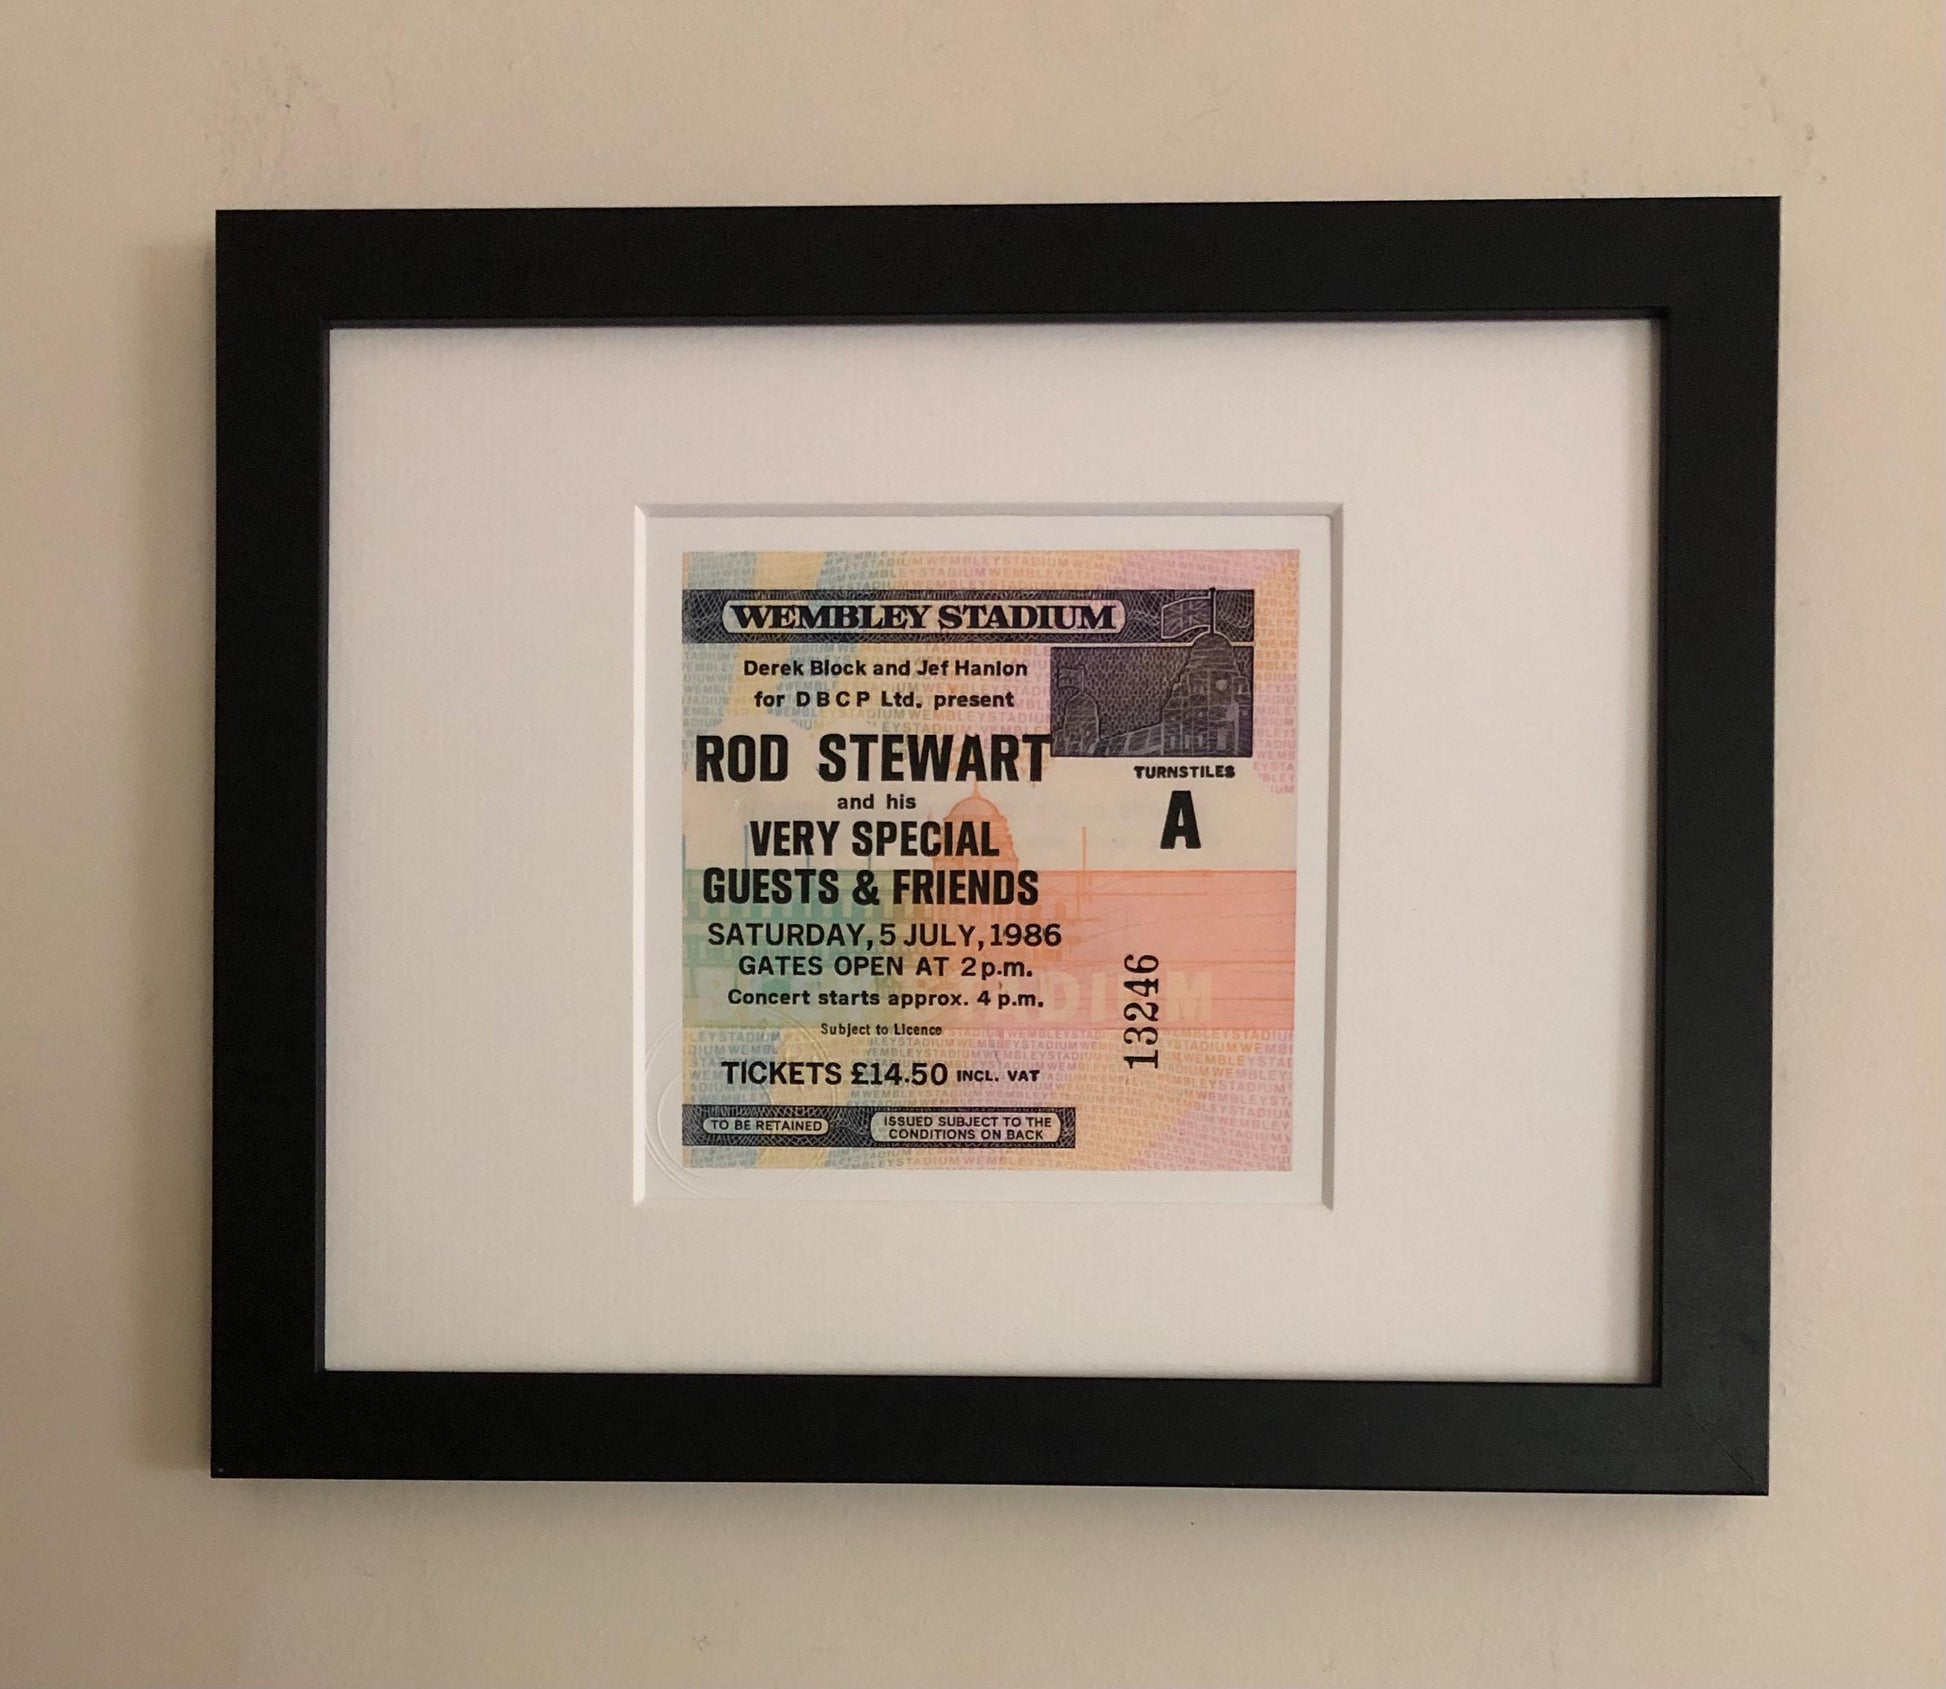 WEMBLEY STADIUM
Derek Block and Jef Hanlon
for D B C P Ltd. present
ROD STEWART
and his
VERY SPECIAL
GUESTS & FRIENDS
SATURDAY, 5 JULY, 1986
GATES OPEN AT 2 p.m.
Concert starts approx. 4 p.m.
Subject to Licence
TICKETS £14.50 INCL. VAT
TO BE RETAINED
ISSUED SUBJECT TO THE
CONDITIONS ON BACK
TURNSTILES
A
13246